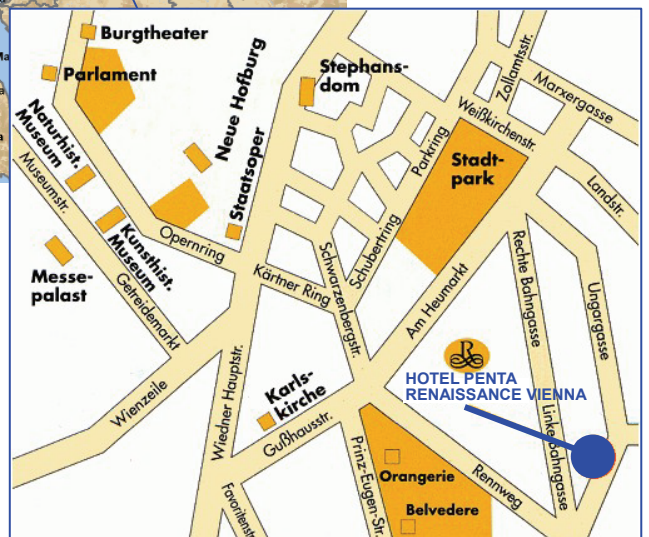 Burgtheater
Parlament
Naturhist.
Museum
Museumstr.
Neue Hofburg
Stephans-
dom
Zollamtsstr.
Marxergasse
Weißkirchenstr.
Parkring
Stadt-
park
Landstr.
Staatsoper
Kunsthist.
Museum
Opernring
Messe-
palast
Getreidemarkt
Kärtner Ring
Schwarzenbergstr.
Schubertring
Am Heumarkt
Rechte Bahngasse
Ungargasse
R
HOTEL PENTA
RENAISSANCE VIENNA
Wienzeile
Wiedner Hauptstr.
Karls-
kirche
Gußhausstr.
Linke Bahngasse
Prinz-Eugen-Str.
Orangerie
Rennweg
Belvedere